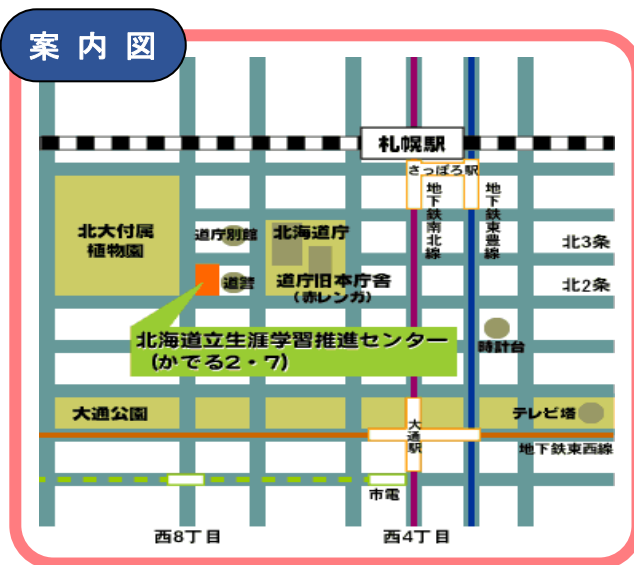 案内図
札幌駅
さっぽろ駅
地下鉄南北線
地下鉄東豊線
北大付属
植物園
道庁別館
北海道庁
北3条
道警
道庁旧本庁舎
(赤レンガ)
北2条
北海道立生涯学習推進センター
(かでる2・7)
時計台
大通公園
テレビ塔
大通駅
地下鉄東西線
市電
西8丁目
西4丁目